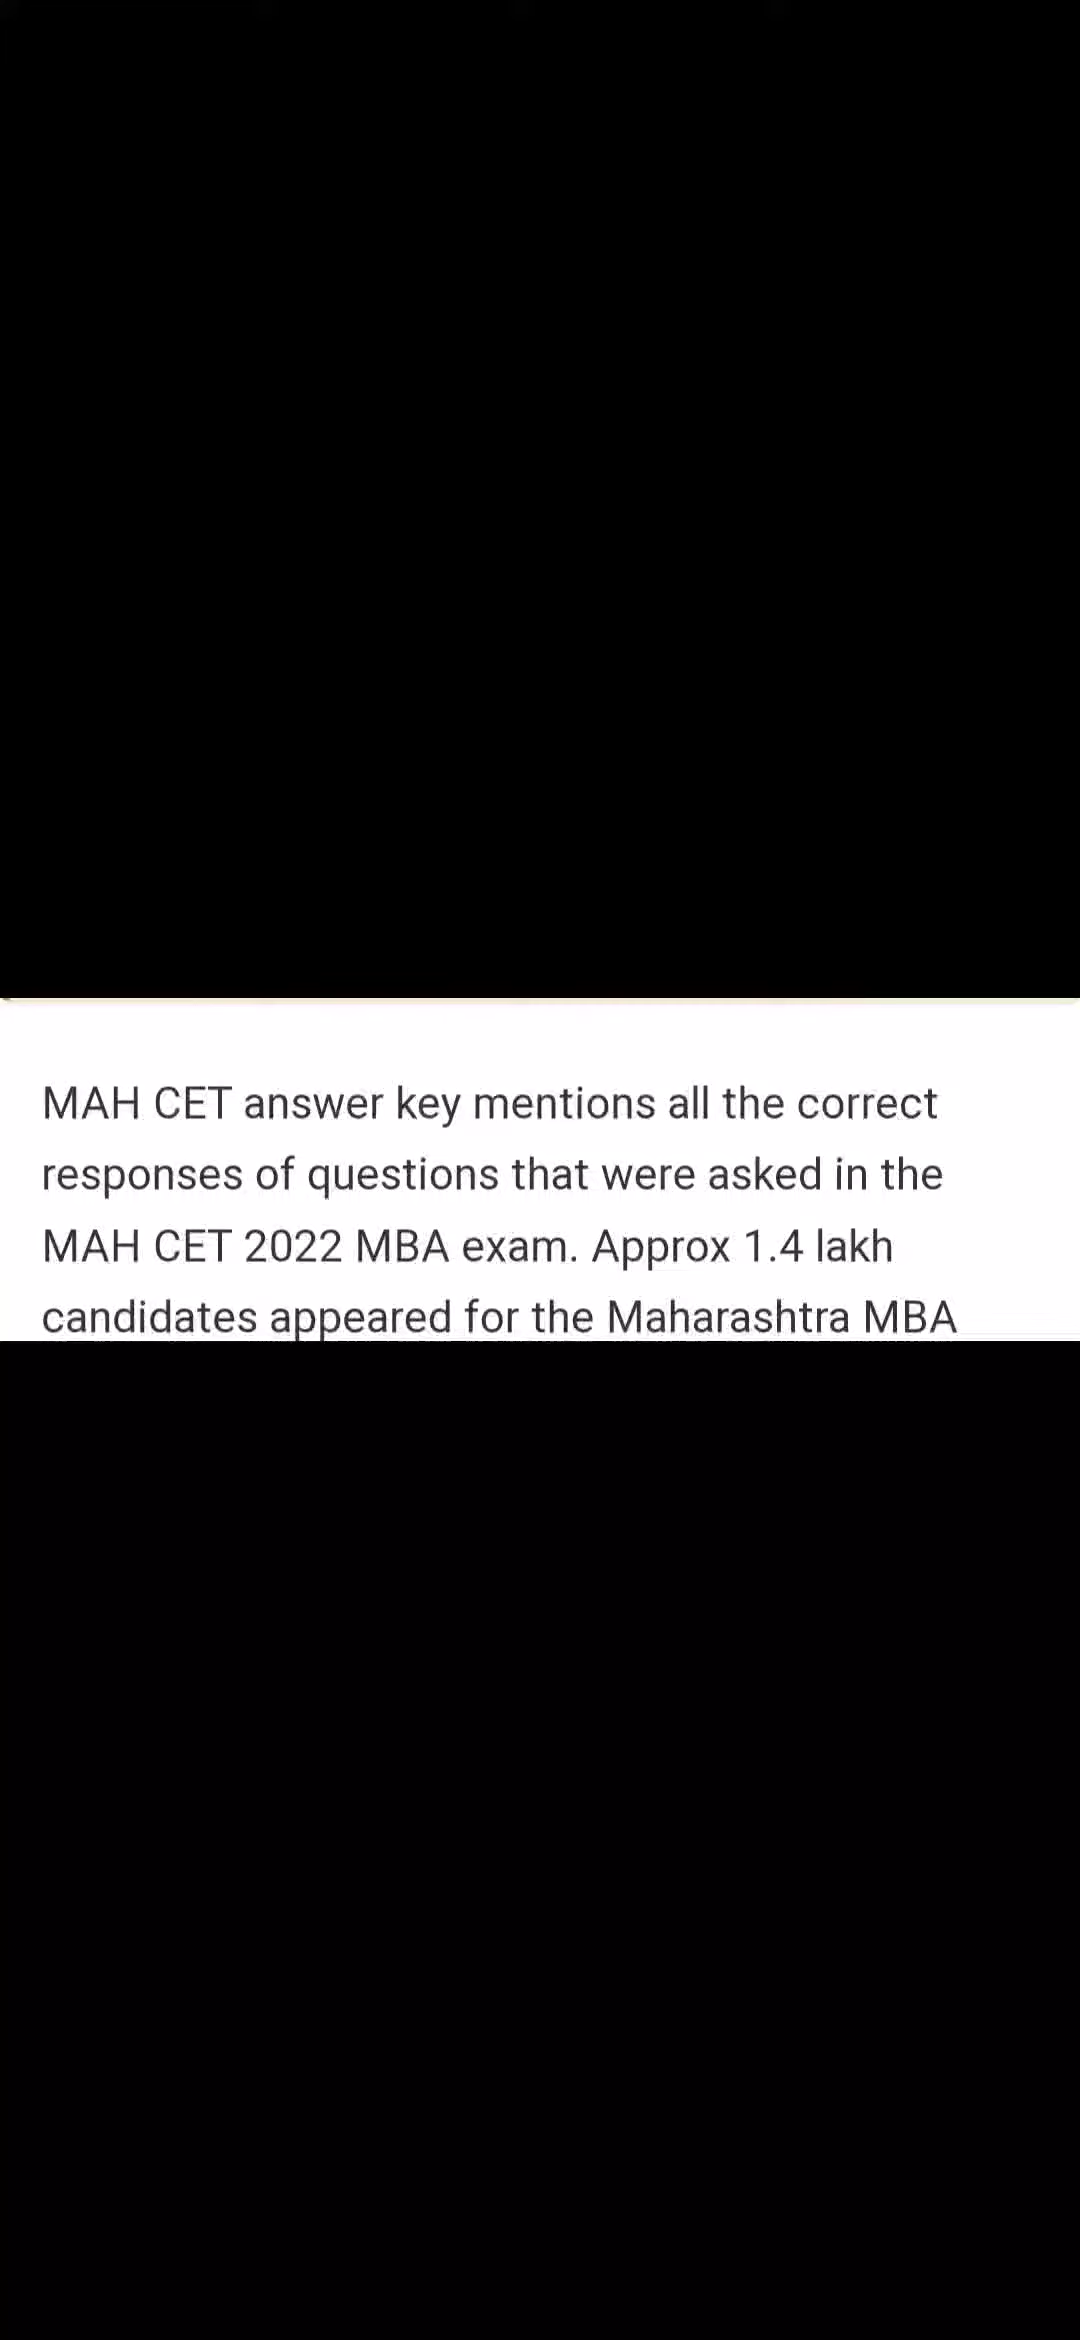 MAH CET answer key mentions all the correct
responses of questions that were asked in the
MAH CET 2022 MBA exam. Approx 1.4 lakh
candidates appeared for the Maharashtra MBA